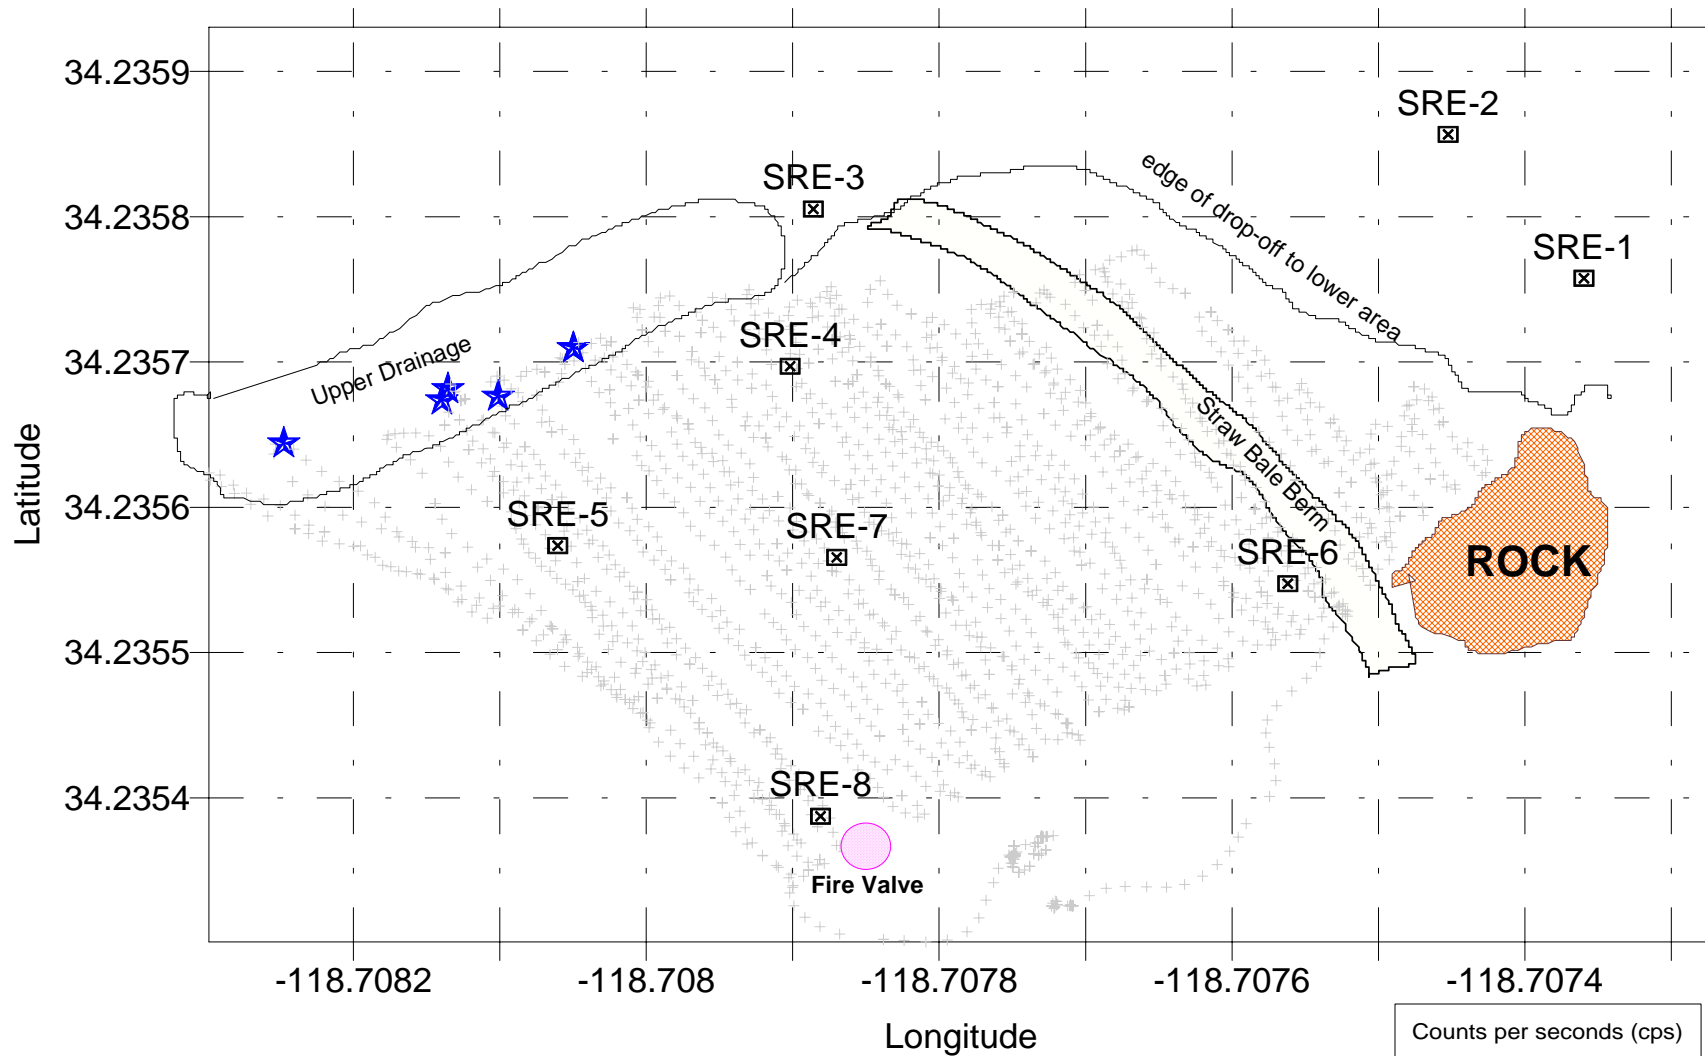 34.2359
SRE-2
SRE-3
edge of drop-off to lower area
34.2358
SRE-1
SRE-4
34.2357
Upper Drainage
Straw Bale Berm
Latitude
34.2356
SRE-5
SRE-7
SRE-6
ROCK
34.2355
34.2354
SRE-8
Fire Valve
-118.7082
-118.708
-118.7078
-118.7076
-118.7074
Longitude
Counts per seconds (cps)